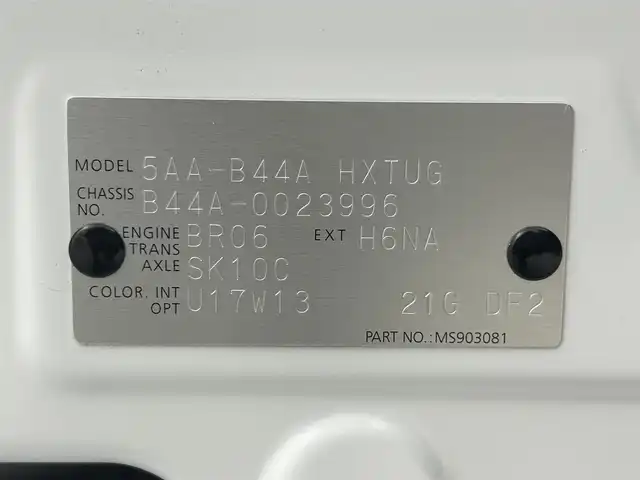 MODEL 5AA-B44A HXTUG
CHASSIS NO. B44A-0023996
ENGINE BR06 EXT H6NA
TRANS AXLE SK10C
COLOR. INT OPT U17W13 21G DF2
PART NO.:MS903081